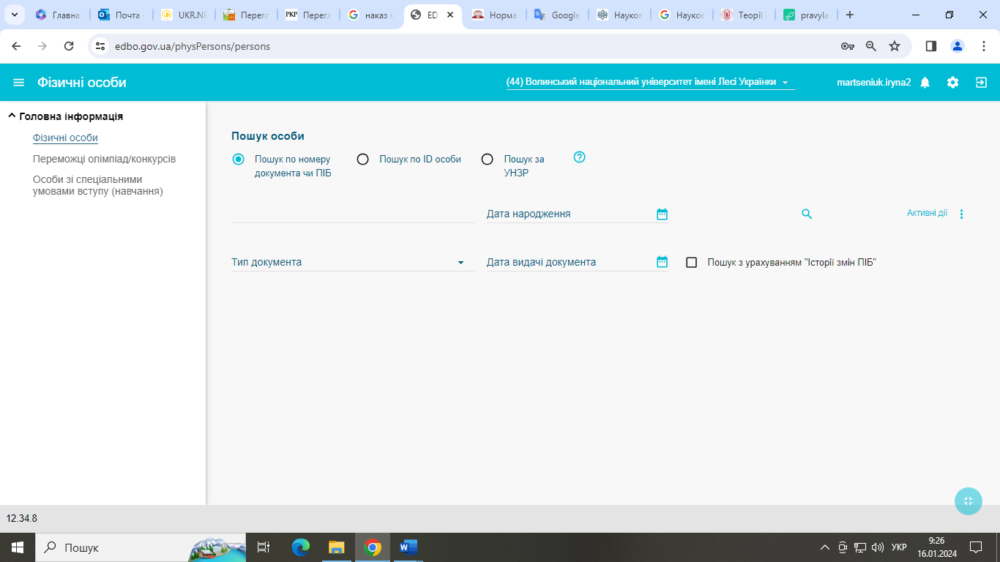 Главна
Почта
UKR.NE
Перегл
PKP Перегл
наказ м
ED
Норма
Google
Науков
Науков
Теорії
pravyla
edbo.gov.ua/physPersons/persons
Фізичні особи
(44) Волинський національний університет імені Лесі Українки
martseniuk.iryna2
Головна інформація
Фізичні особи
Переможці олімпіад/конкурсів
Особи зі спеціальними
умовами вступу (навчання)
Пошук особи
Пошук по номеру
документа чи ПІБ
Пошук по ID особи
Пошук за
УНЗР
Дата народження
Активні дії
Тип документа
Дата видачі документа
Пошук з урахуванням "Історії змін ПІБ"
12.34.8
Пошук
УКР
9:26
16.01.2024